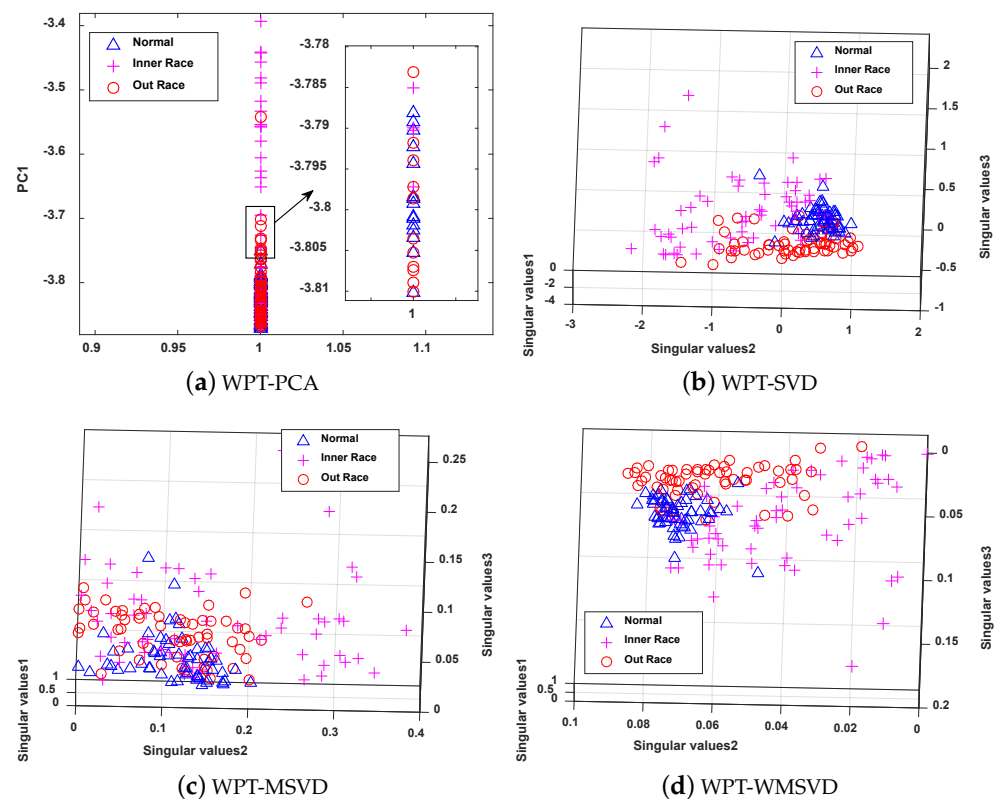 -3.4
-3.5
-3.6
-3.7
-3.8
PC1
Normal
Inner Race
Out Race
-3.78
-3.785
-3.79
-3.795
-3.8
-3.805
-3.81
1
0.9 0.95 1 1.05 1.1
(a) WPT-PCA
Normal
Inner Race
Out Race
2
1.5
1
0.5
0
-0.5
-1
Singular values3
Singular values1
0
-2
-4
-3 -1 0 1 2
Singular values2
(b) WPT-SVD
Normal
Inner Race
Out Race
0.25
0.2
0.15
0.1
0.05
0
Singular values3
Singular values1
1
0.5
0
0 0.1 0.2 0.3 0.4
Singular values2
(c) WPT-MSVD
0
0.05
0.1
0.15
0.2
Singular values3
Normal
Inner Race
Out Race
Singular values1
1
0.5
0
0.1 0.08 0.06 0.04 0.02 0
Singular values2
(d) WPT-WMSVD